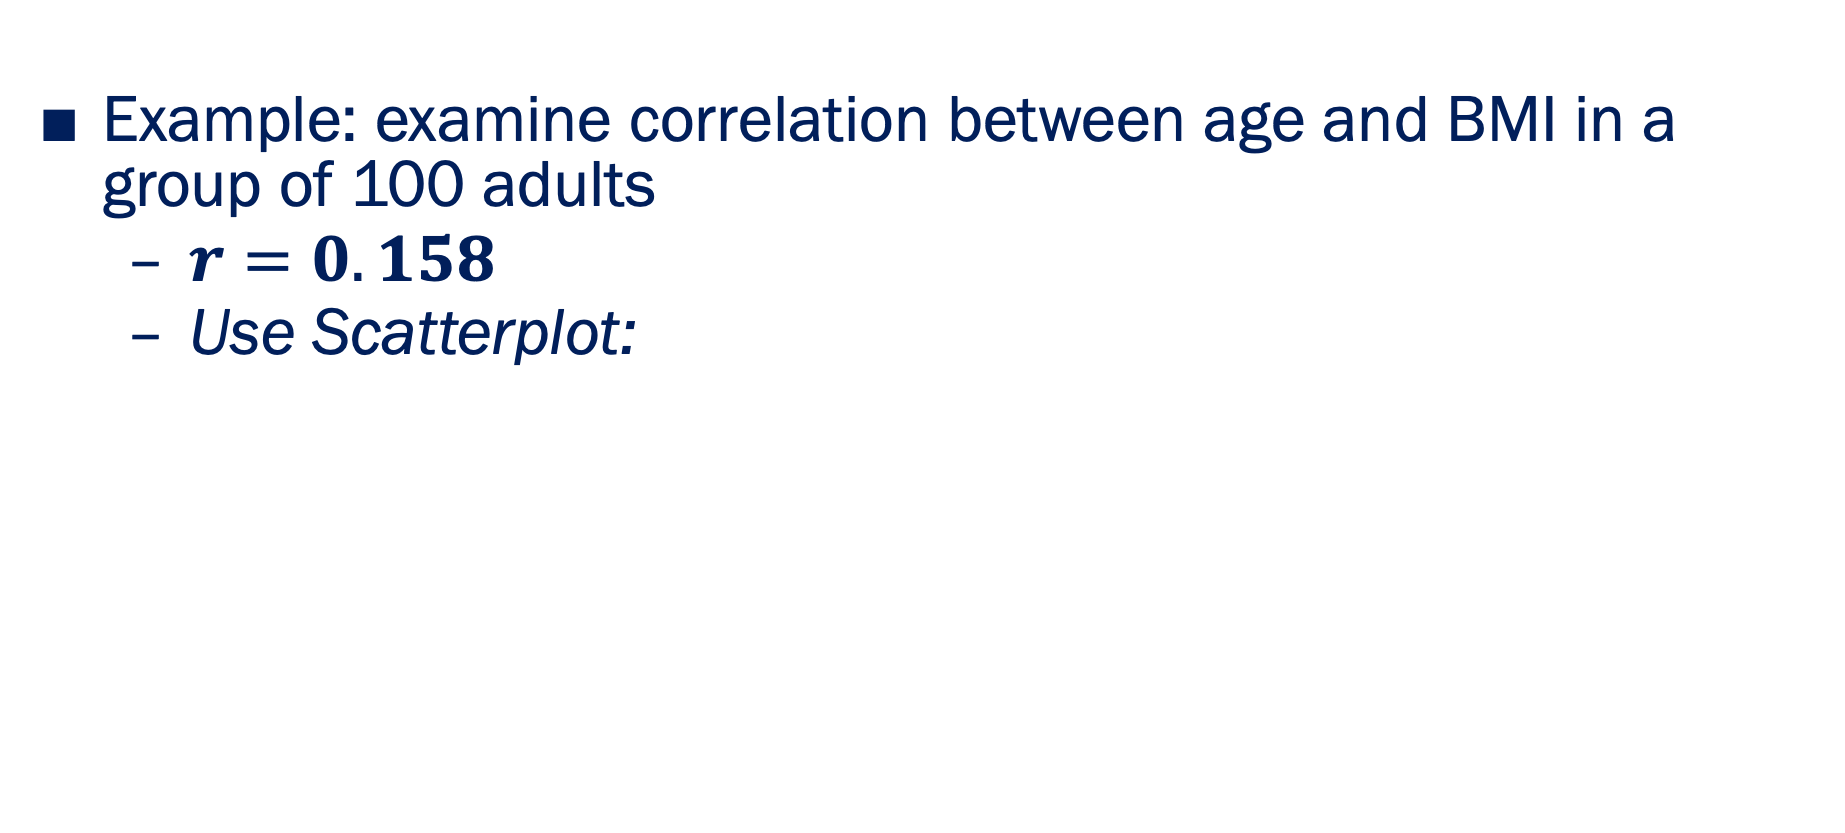 ■ Example: examine correlation between age and BMI in a
group of 100 adults
– r = 0.158
– Use Scatterplot: